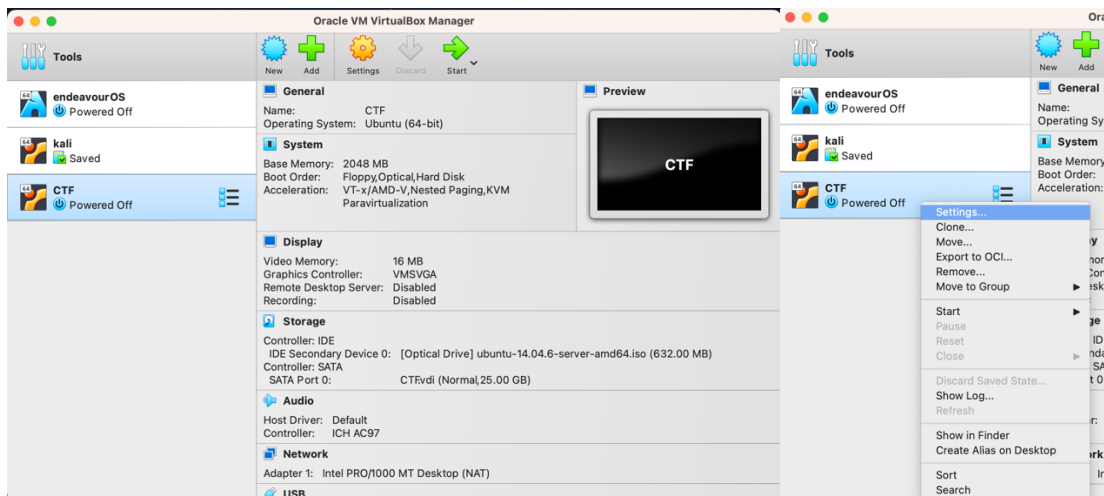 Oracle VM VirtualBox Manager
Tools
New Add Settings Discard Start
64 endeavourOS
Powered Off
64 kali
Saved
64 CTF
Powered Off
General
Name: CTF
Operating System: Ubuntu (64-bit)
System
Base Memory: 2048 MB
Boot Order: Floppy,Optical,Hard Disk
Acceleration: VT-x/AMD-V,Nested Paging,KVM
Paravirtualization
Preview
CTF
Display
Video Memory: 16 MB
Graphics Controller: VMSVGA
Remote Desktop Server: Disabled
Recording: Disabled
Storage
Controller: IDE
IDE Secondary Device 0: [Optical Drive] ubuntu-14.04.6-server-amd64.iso (632.00 MB)
Controller: SATA
SATA Port 0: CTF.vdi (Normal,25.00 GB)
Audio
Host Driver: Default
Controller: ICH AC97
Network
Adapter 1: Intel PRO/1000 MT Desktop (NAT)
USB
Tools
New Add
64 endeavourOS
Powered Off
64 kali
Saved
64 CTF
Powered Off
General
Name:
Operating Sy
System
Base Memory
Boot Order:
Acceleration:
Settings...
Clone...
Move...
Export to OCI...
Remove...
Move to Group
Start
Pause
Reset
Close
Discard Saved State...
Show Log...
Refresh
Show in Finder
Create Alias on Desktop
Sort
Search